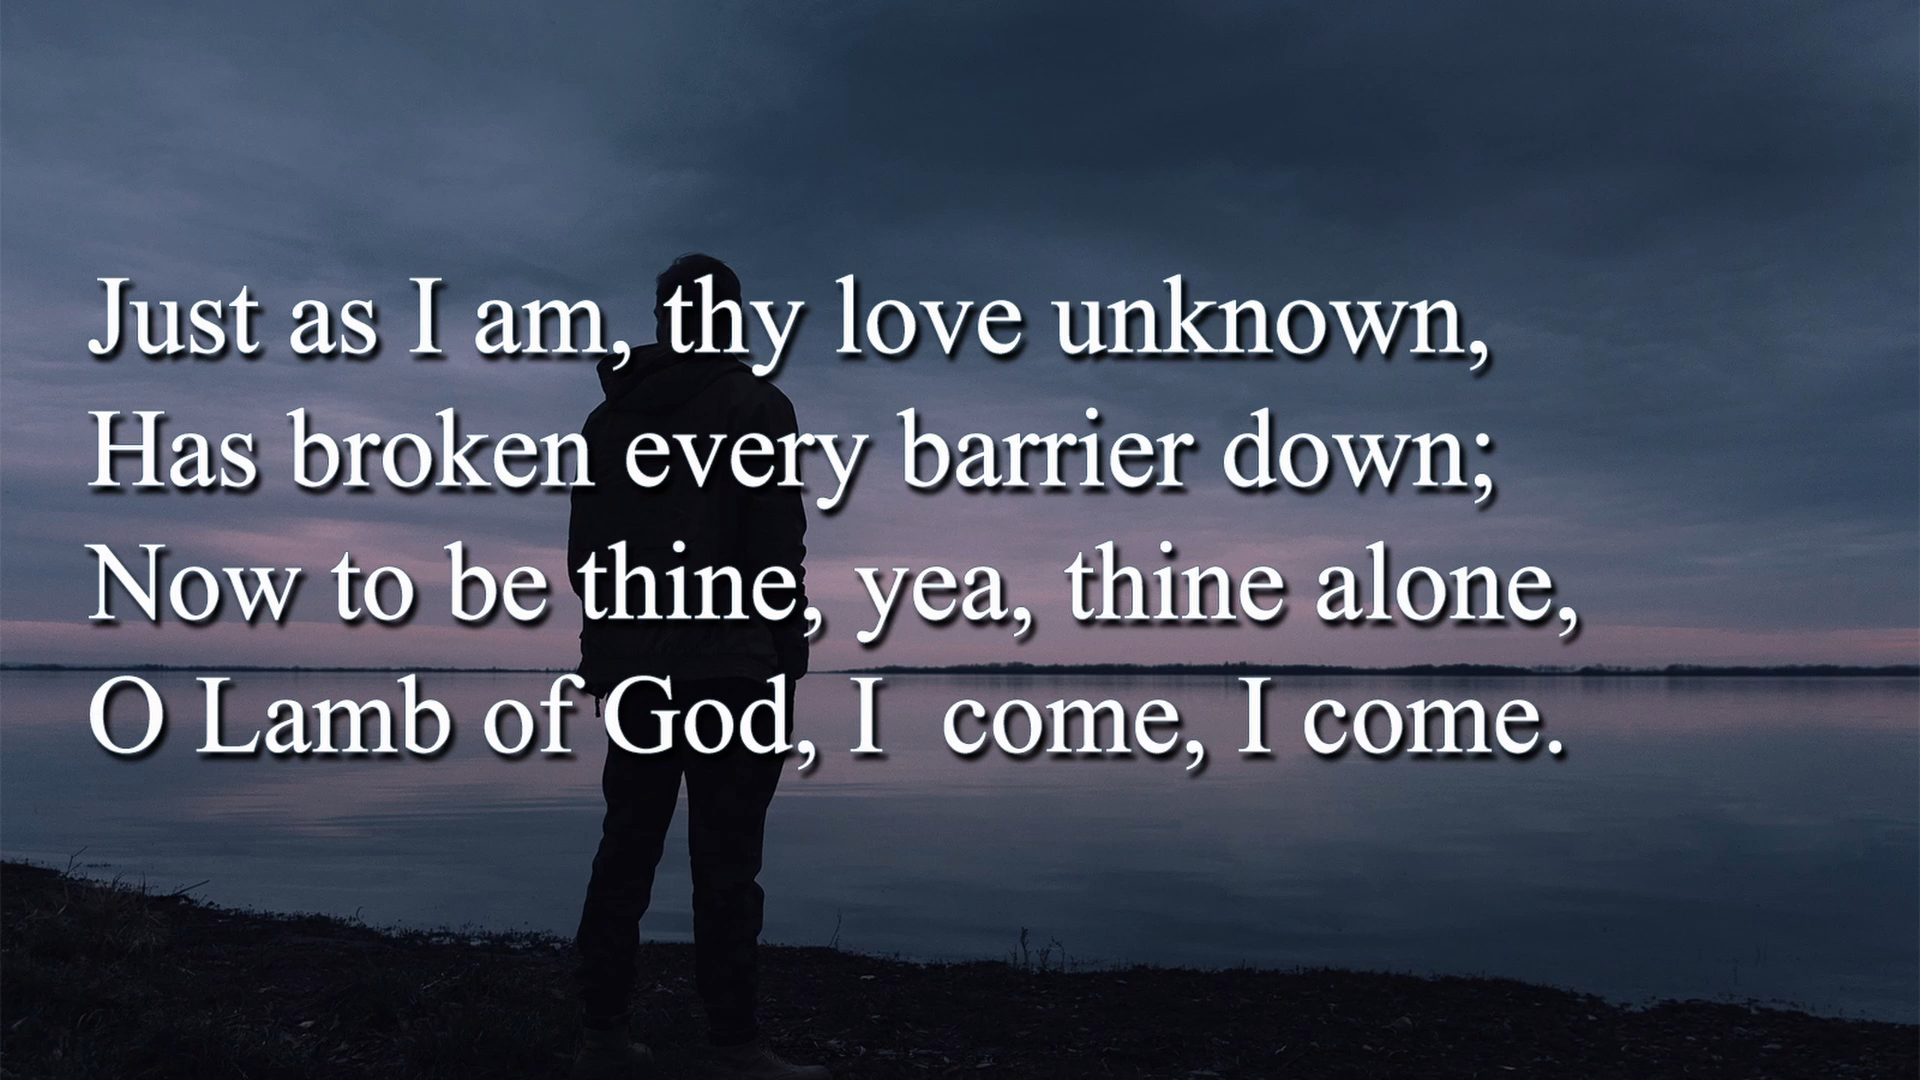 Just as I am, thy love unknown,
Has broken every barrier down;
Now to be thine, yea, thine alone,
O Lamb of God, I  come, I come.